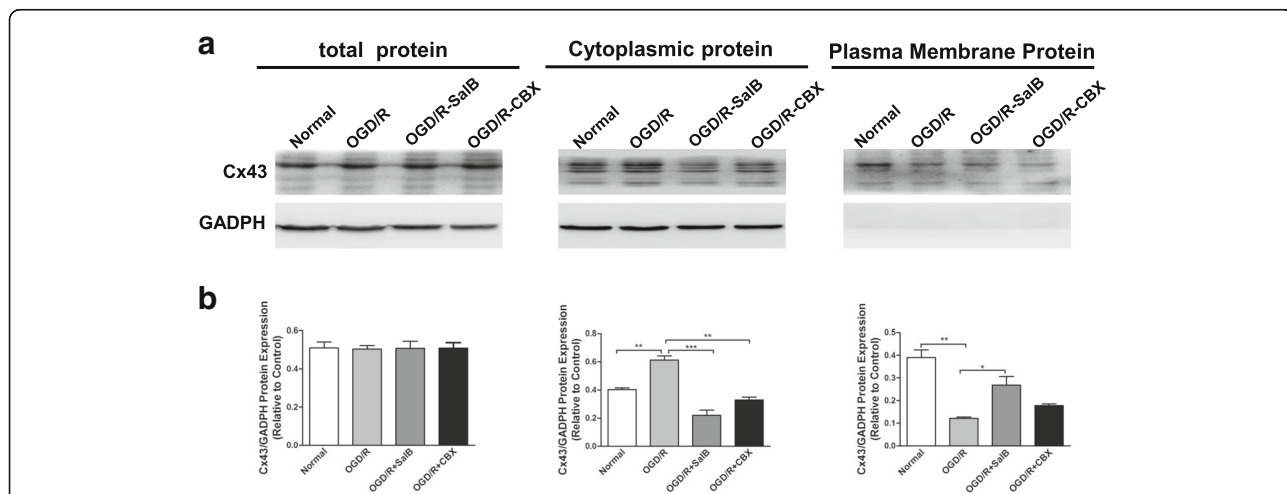 a
total protein
Cytoplasmic protein
Plasma Membrane Protein
Normal
OGD/R
OGD/R-SalB
OGD/R-CBX
Normal
OGD/R
OGD/R-SalB
OGD/R-CBX
Normal
OGD/R
OGD/R-SalB
OGD/R-CBX
Cx43
GADPH
b
Cx43/GADPH Protein Expression
(Relative to Control)
0.6
0.4
0.2
0.0
Normal
OGD/R
OGD/R+SalB
OGD/R+CBX
Cx43/GADPH Protein Expression
(Relative to Control)
0.8
0.6
0.4
0.2
0.0
**
***
**
Normal
OGD/R
OGD/R+SalB
OGD/R+CBX
Cx43/GADPH Protein Expression
(Relative to Control)
0.5
0.4
0.3
0.2
0.1
0.0
**
*
Normal
OGD/R
OGD/R+SalB
OGD/R+CBX